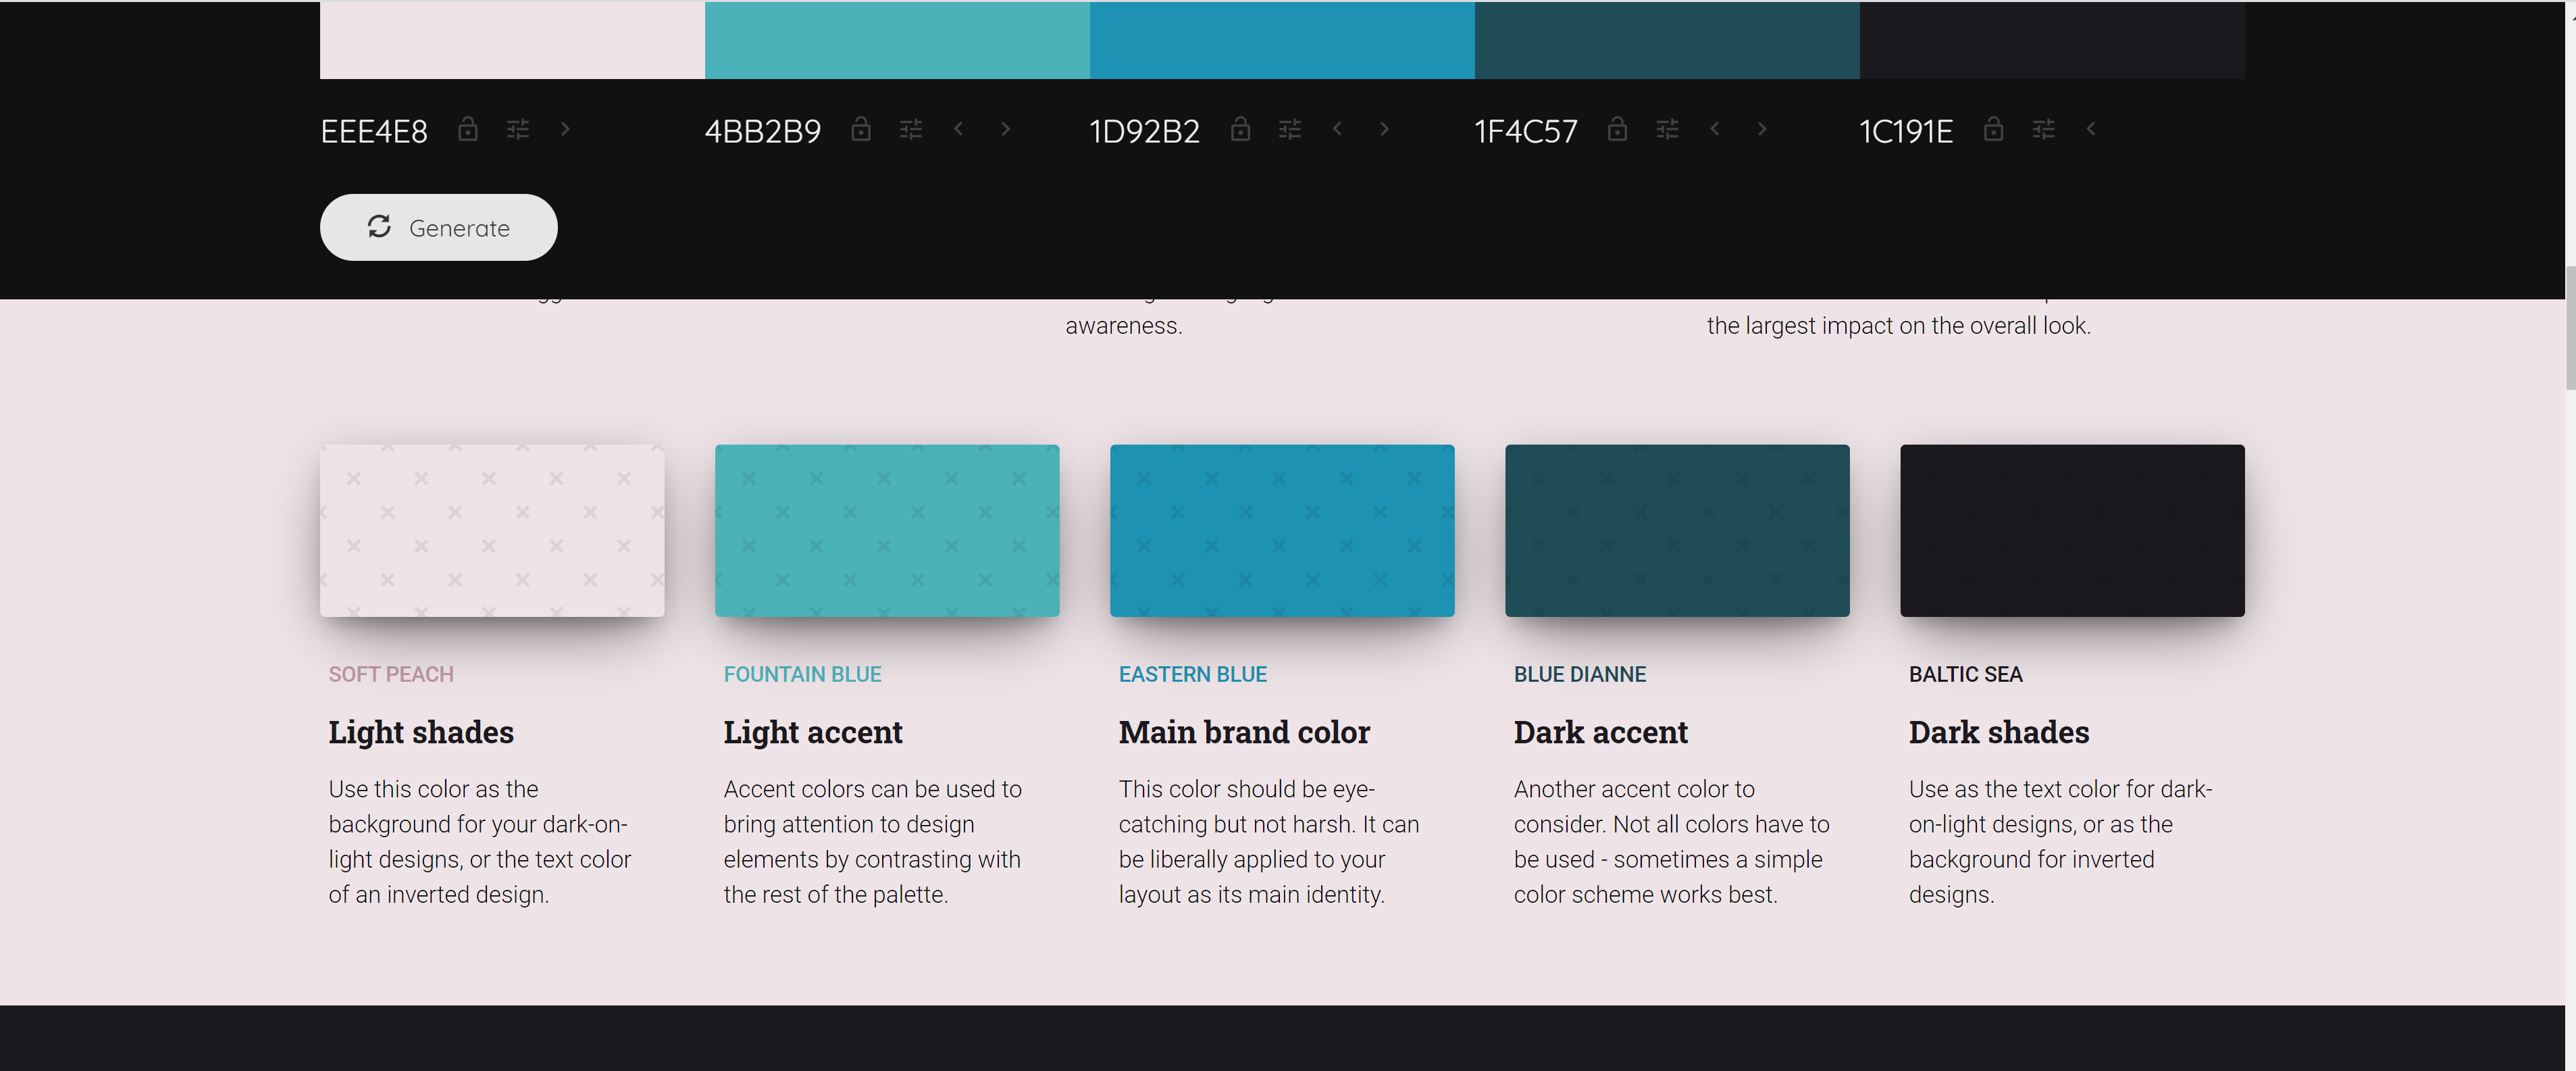 EEE4E8 4BB2B9 1D92B2 1F4C57 1C191E
Generate
awareness.
the largest impact on the overall look.
SOFT PEACH
Light shades
Use this color as the
background for your dark-on-
light designs, or the text color
of an inverted design.
FOUNTAIN BLUE
Light accent
Accent colors can be used to
bring attention to design
elements by contrasting with
the rest of the palette.
EASTERN BLUE
Main brand color
This color should be eye-
catching but not harsh. It can
be liberally applied to your
layout as its main identity.
BLUE DIANNE
Dark accent
Another accent color to
consider. Not all colors have to
be used - sometimes a simple
color scheme works best.
BALTIC SEA
Dark shades
Use as the text color for dark-
on-light designs, or as the
background for inverted
designs.